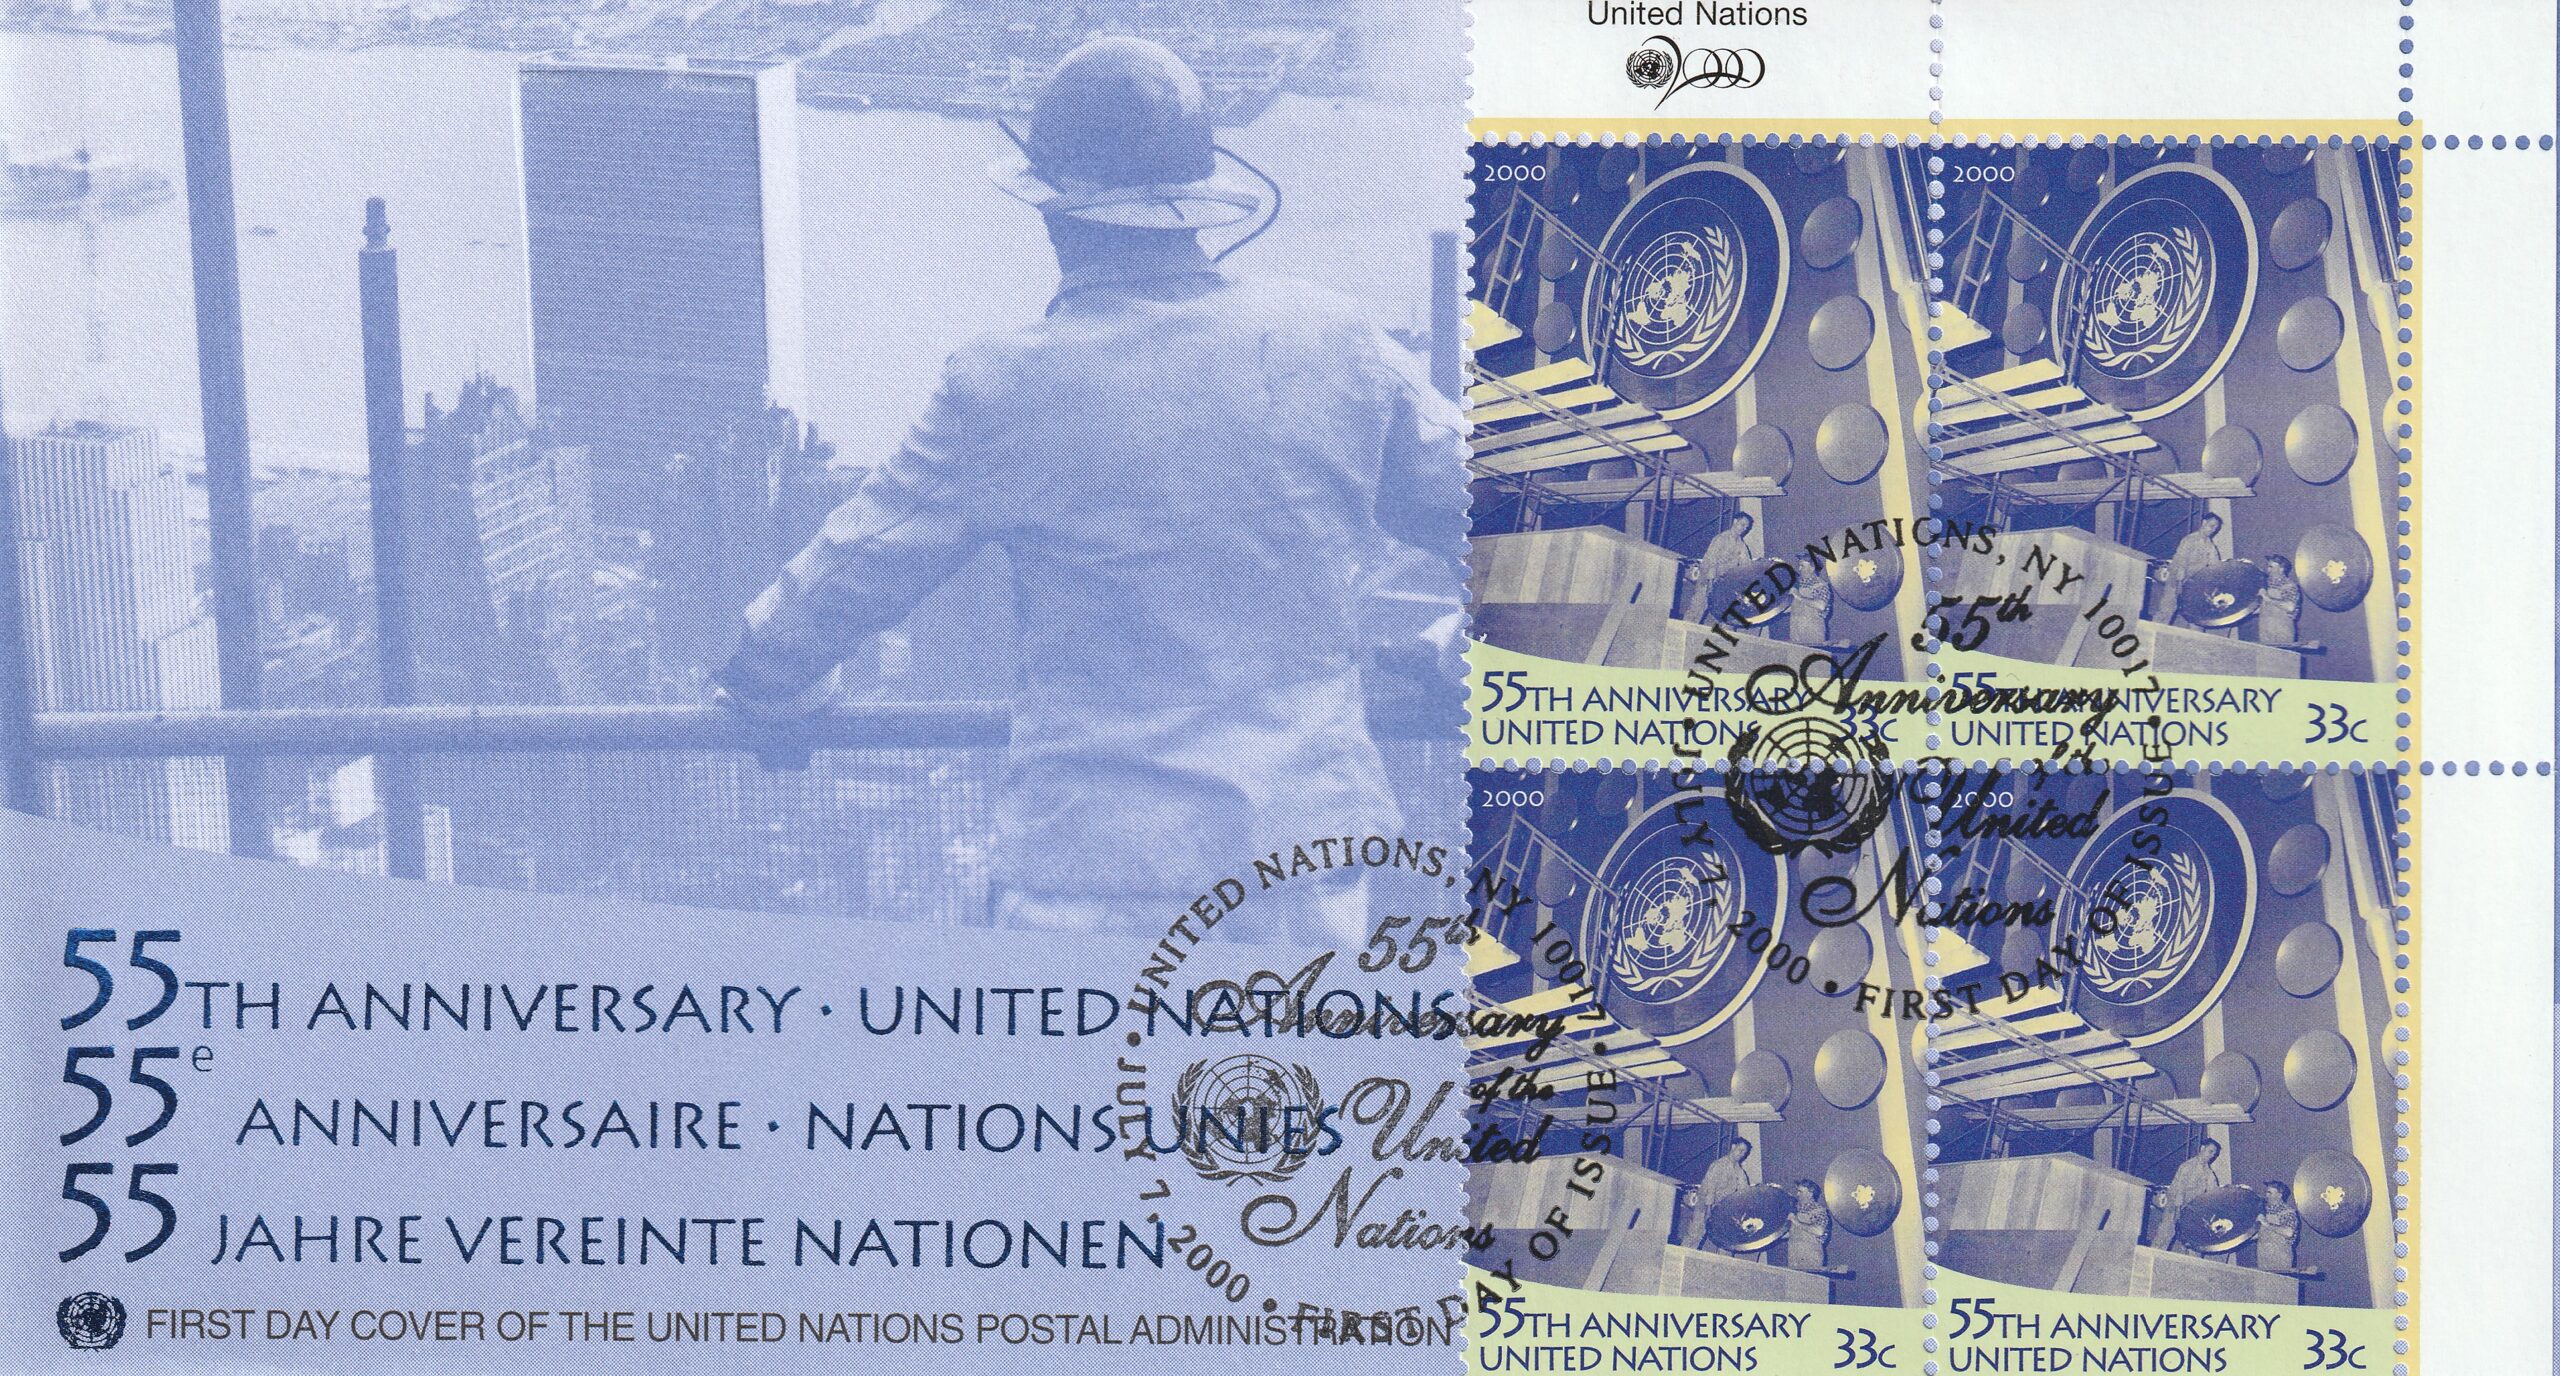 United Nations
2000
2000
2000
55TH ANNIVERSARY
UNITED NATIONS 33c
55TH ANNIVERSARY
UNITED NATIONS 33c
UNITED NATIONS, NY 10017
55th
Anniversary
of the
United
Nations
JULY 7, 2000 • FIRST DAY OF ISSUE •
2000
2000
55TH ANNIVERSARY
UNITED NATIONS 33c
55TH ANNIVERSARY
UNITED NATIONS 33c
55TH ANNIVERSARY · UNITED NATIONS
55e ANNIVERSAIRE · NATIONS UNIES
55 JAHRE VEREINTE NATIONEN
FIRST DAY COVER OF THE UNITED NATIONS POSTAL ADMINISTRATION
UNITED NATIONS, NY 10017
55th
Anniversary
of the
United
Nations
JULY 7, 2000 • FIRST DAY OF ISSUE •